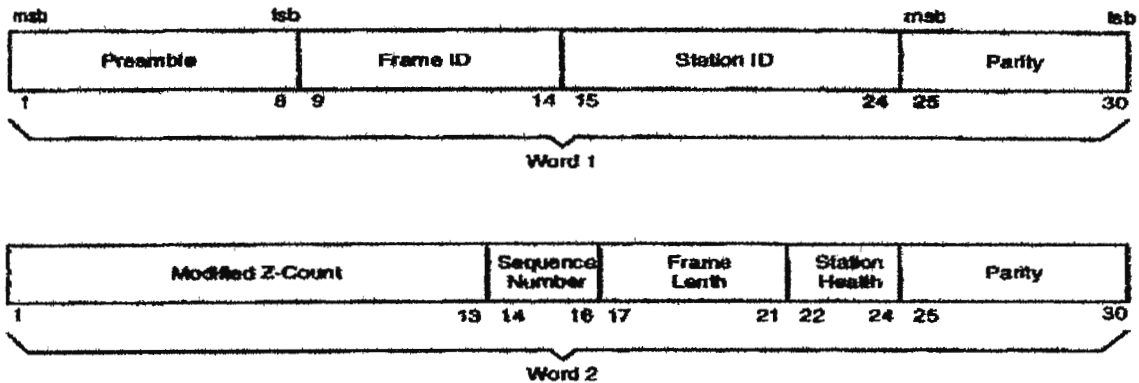 msb lsb msb lsb
Preamble Frame ID Station ID Parity
1 8 9 14 15 24 25 30
Word 1
Modified Z-Count Sequence Number Frame Lenth Station Health Parity
1 13 14 16 17 21 22 24 25 30
Word 2